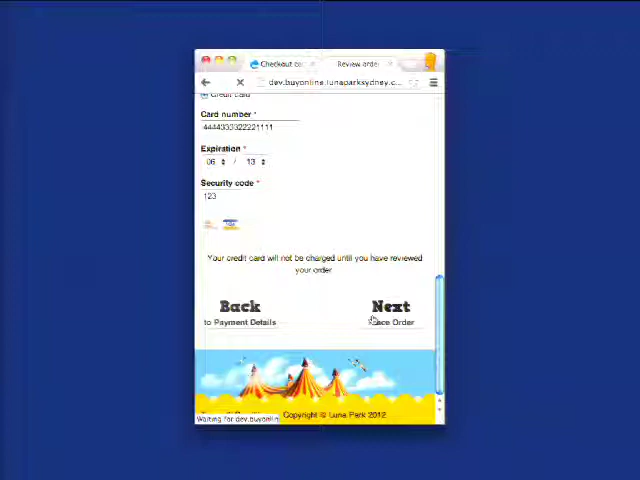 Checkout
Review order
dev.buyonline.lunaparksydney.c...
Credit Card
Card number *
4444333322221111
Expiration *
06 / 13
Security code *
123
VISA
Your credit card will not be charged until you have reviewed
your order
Back Next
to Payment Details Place Order
Copyright © Luna Park 2012
Waiting for dev.buyonlin